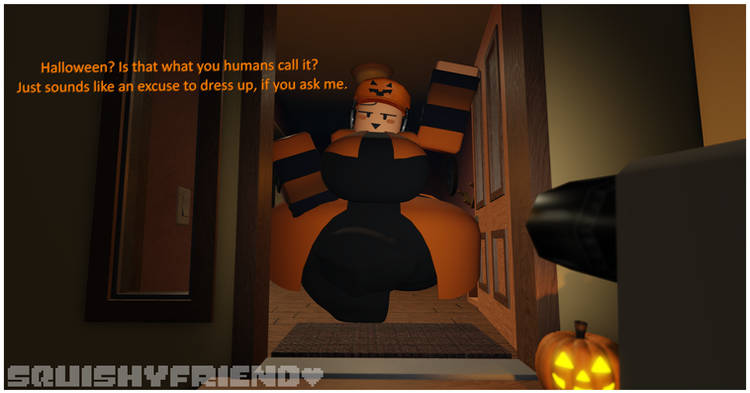 Halloween? Is that what you humans call it?
Just sounds like an excuse to dress up, if you ask me.
SQUISHYFRIEND♥